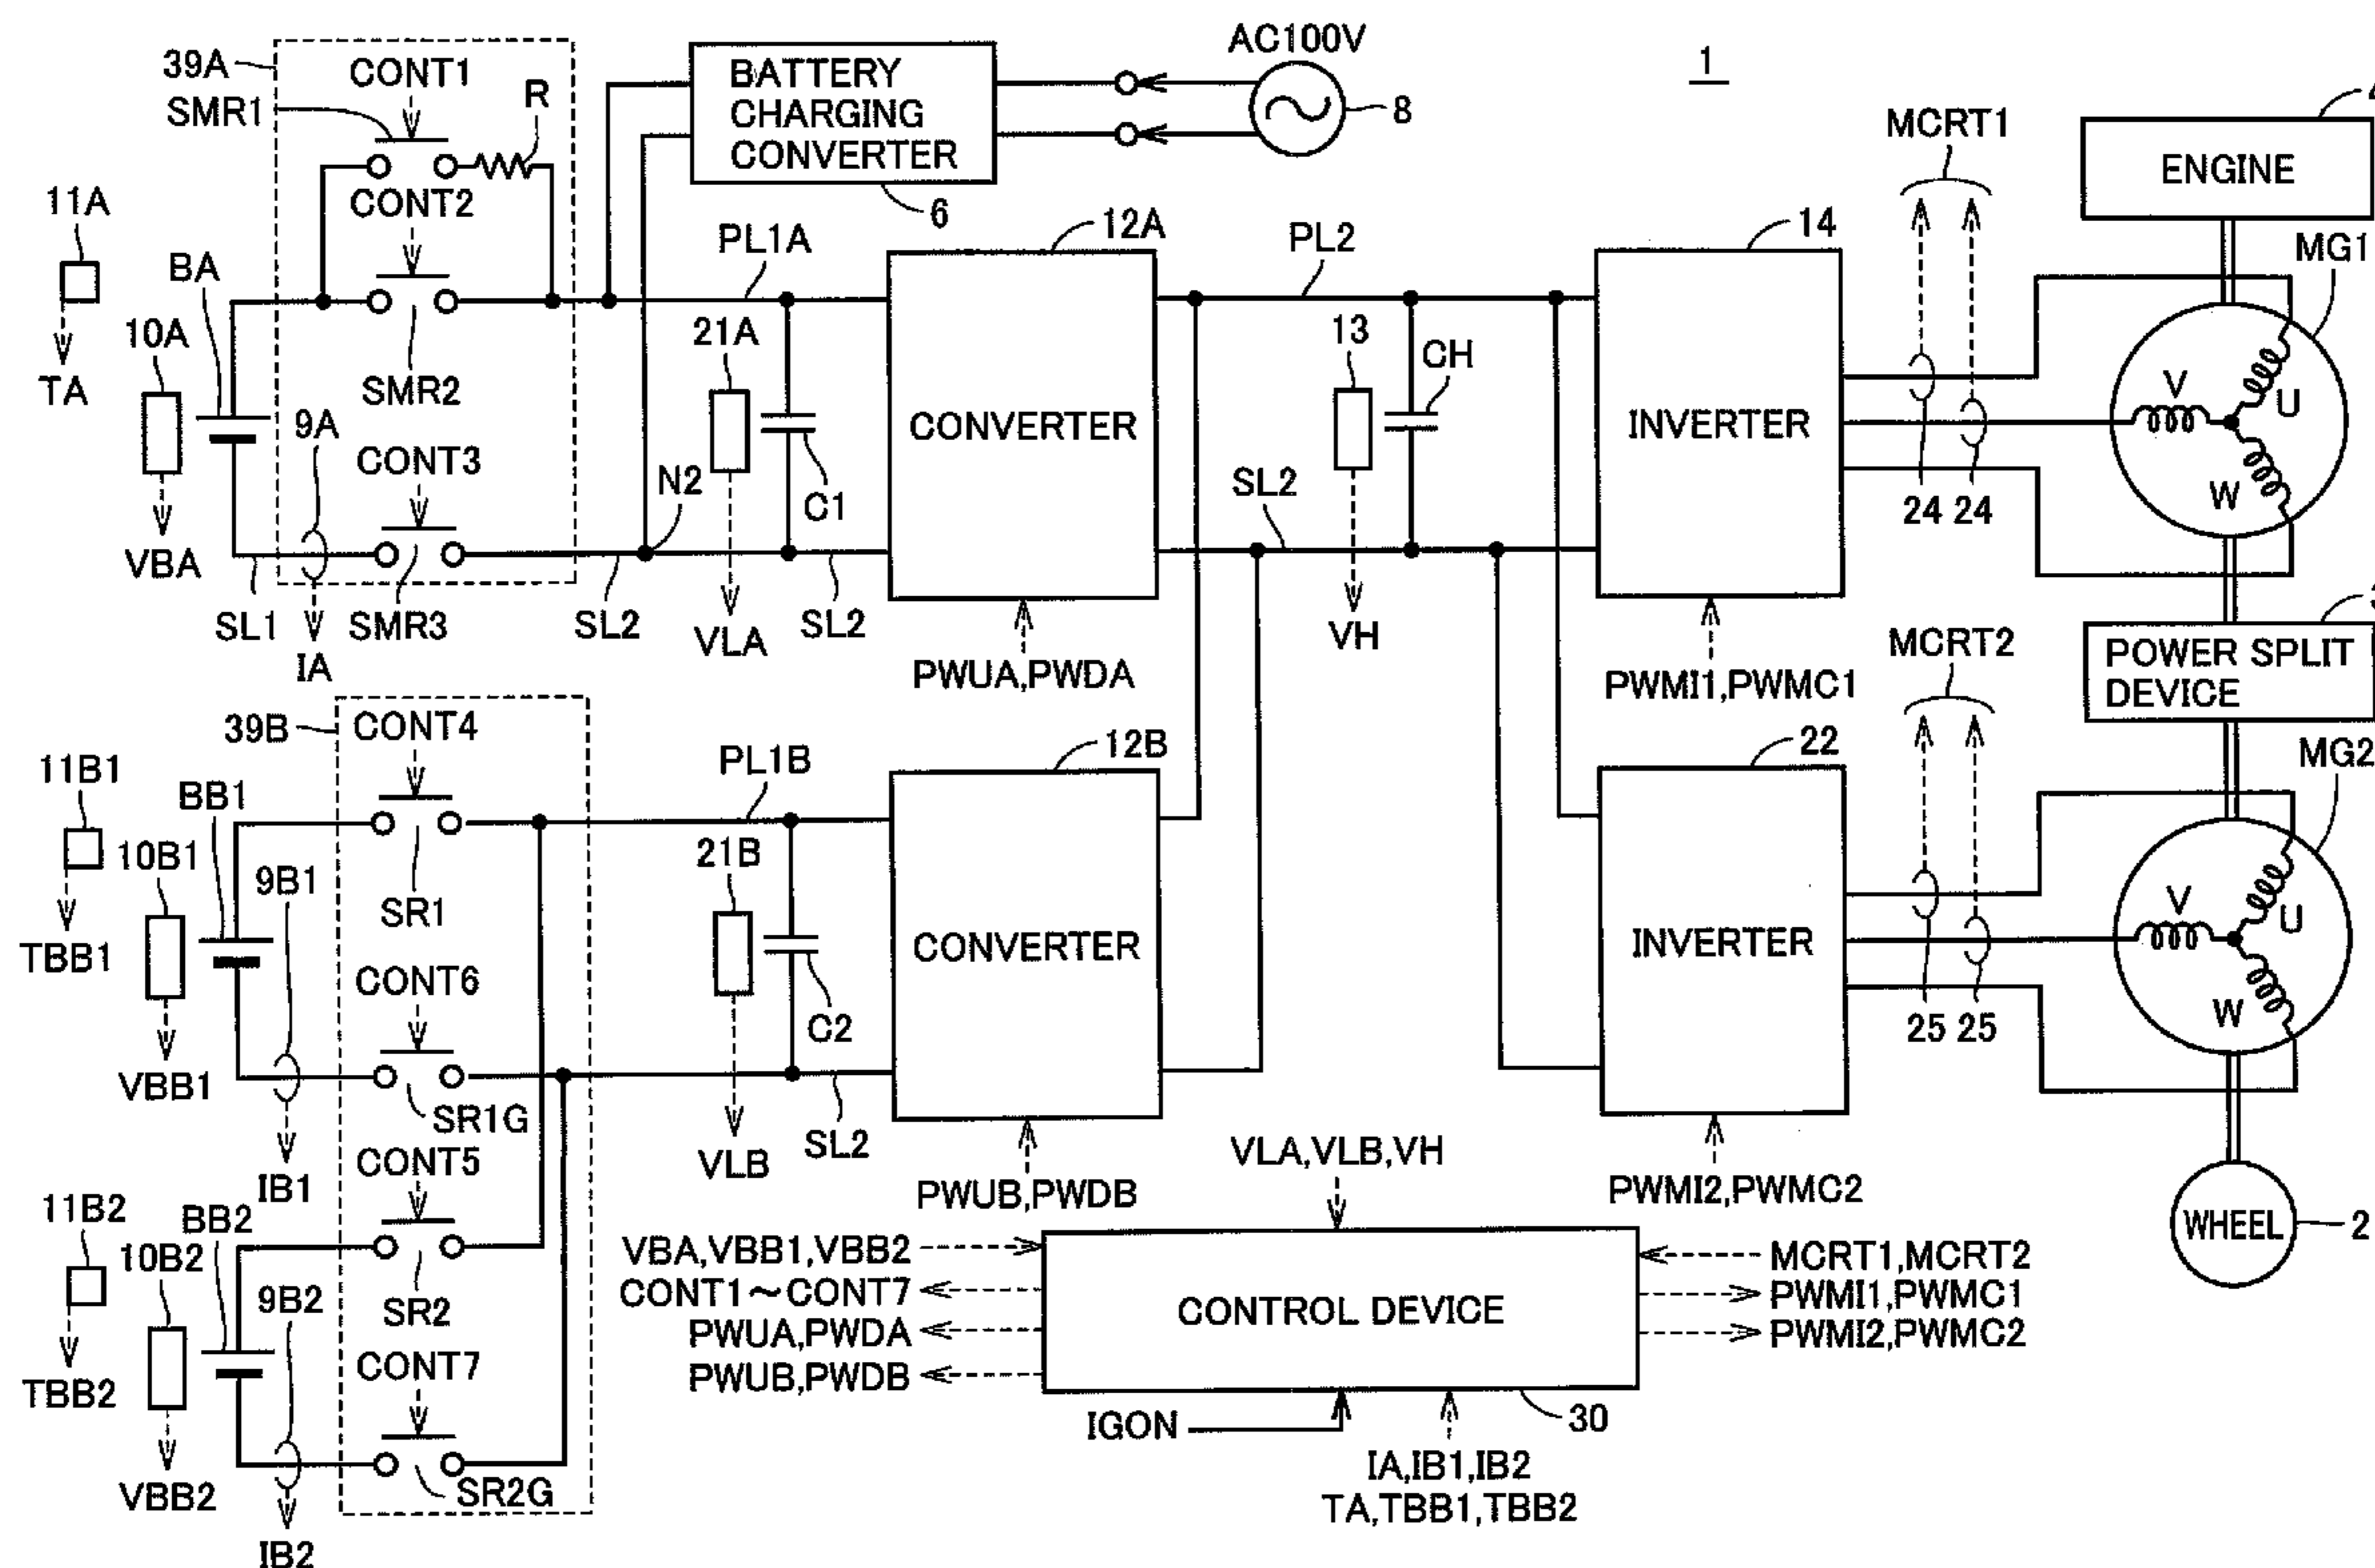 1
39A
CONT1
SMR1
R
CONT2
SMR2
CONT3
SMR3
11A
TA
10A
BA
VBA
9A
SL1
IA
BATTERY
CHARGING
CONVERTER
6
AC100V
8
PL1A
21A
VLA
C1
N2
SL2
SL2
12A
CONVERTER
PWUA,PWDA
PL2
13
CH
SL2
VH
14
INVERTER
PWMI1,PWMC1
MCRT1
24
24
ENGINE
MG1
V
U
W
POWER SPLIT
DEVICE
39B
CONT4
SR1
CONT6
SR1G
CONT5
SR2
CONT7
SR2G
11B1
TBB1
10B1
BB1
VBB1
9B1
IB1
11B2
TBB2
10B2
BB2
VBB2
9B2
IB2
PL1B
21B
VLB
C2
SL2
12B
CONVERTER
PWUB,PWDB
22
INVERTER
PWMI2,PWMC2
MCRT2
25
25
MG2
V
U
W
WHEEL
2
VLA,VLB,VH
VBA,VBB1,VBB2
CONT1～CONT7
PWUA,PWDA
PWUB,PWDB
CONTROL DEVICE
MCRT1,MCRT2
PWMI1,PWMC1
PWMI2,PWMC2
IGON
30
IA,IB1,IB2
TA,TBB1,TBB2